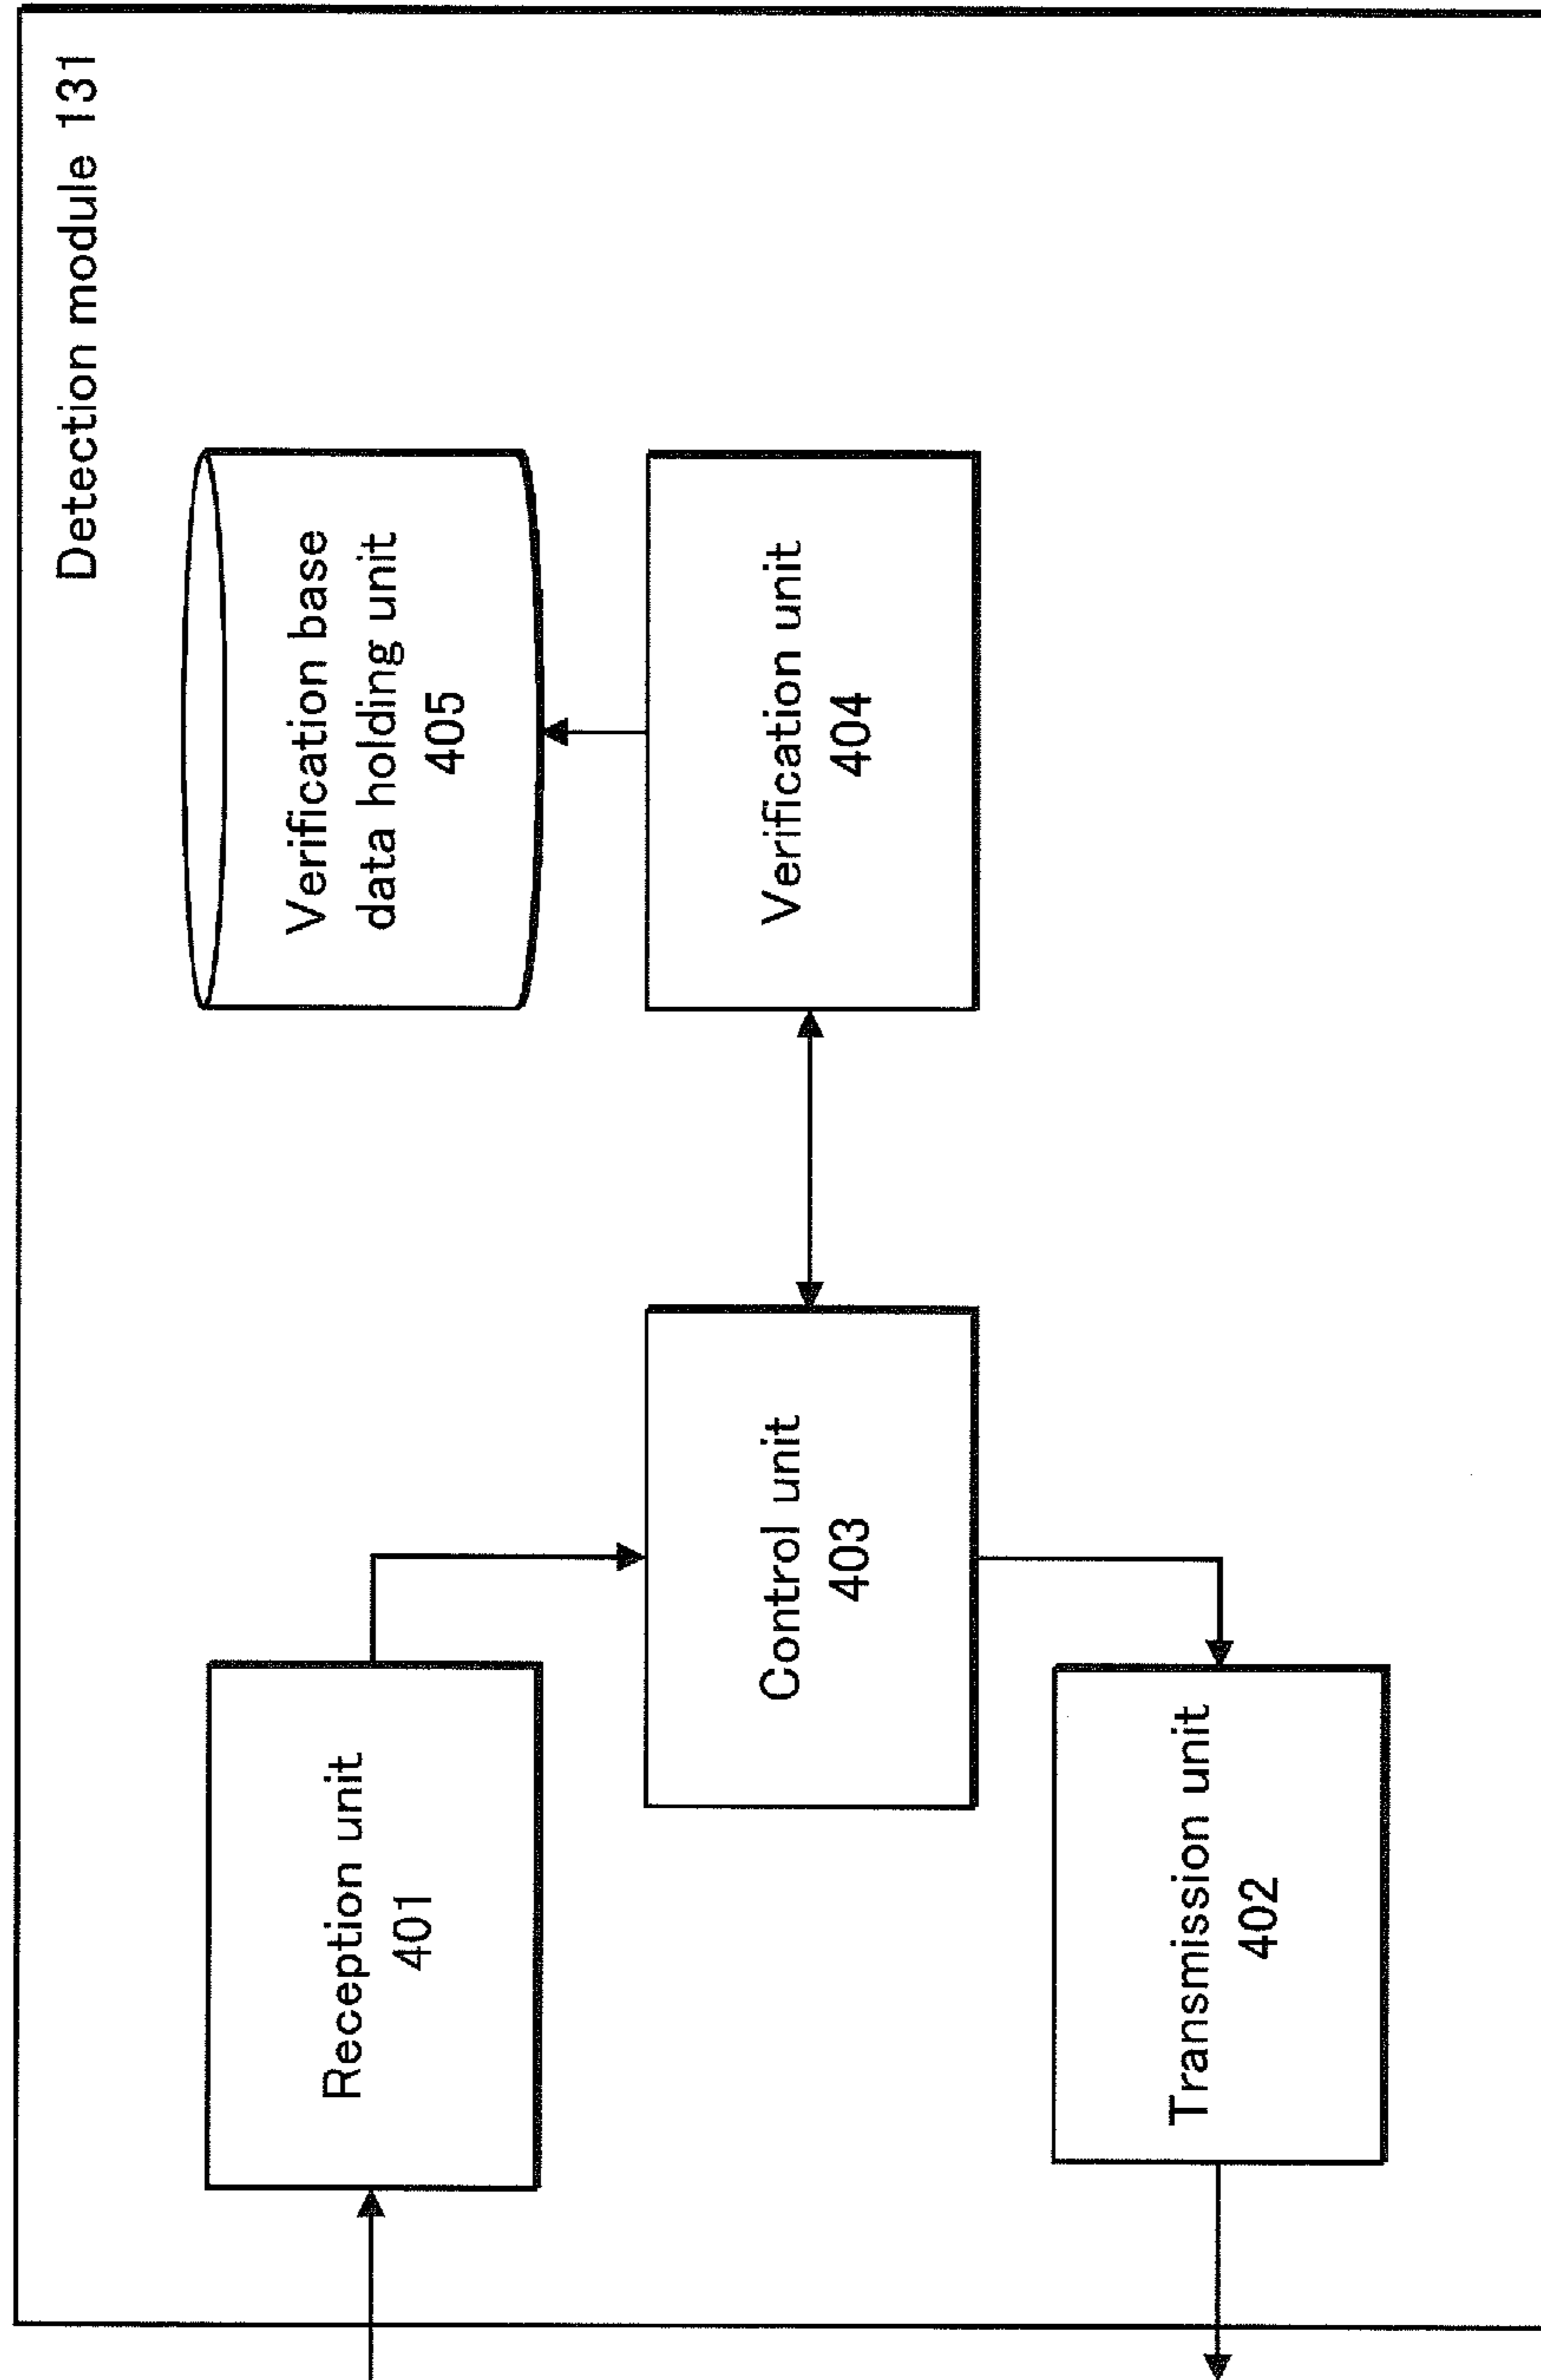 Detection module 131
Reception unit
401
Verification base
data holding unit
405
Control unit
403
Verification unit
404
Transmission unit
402